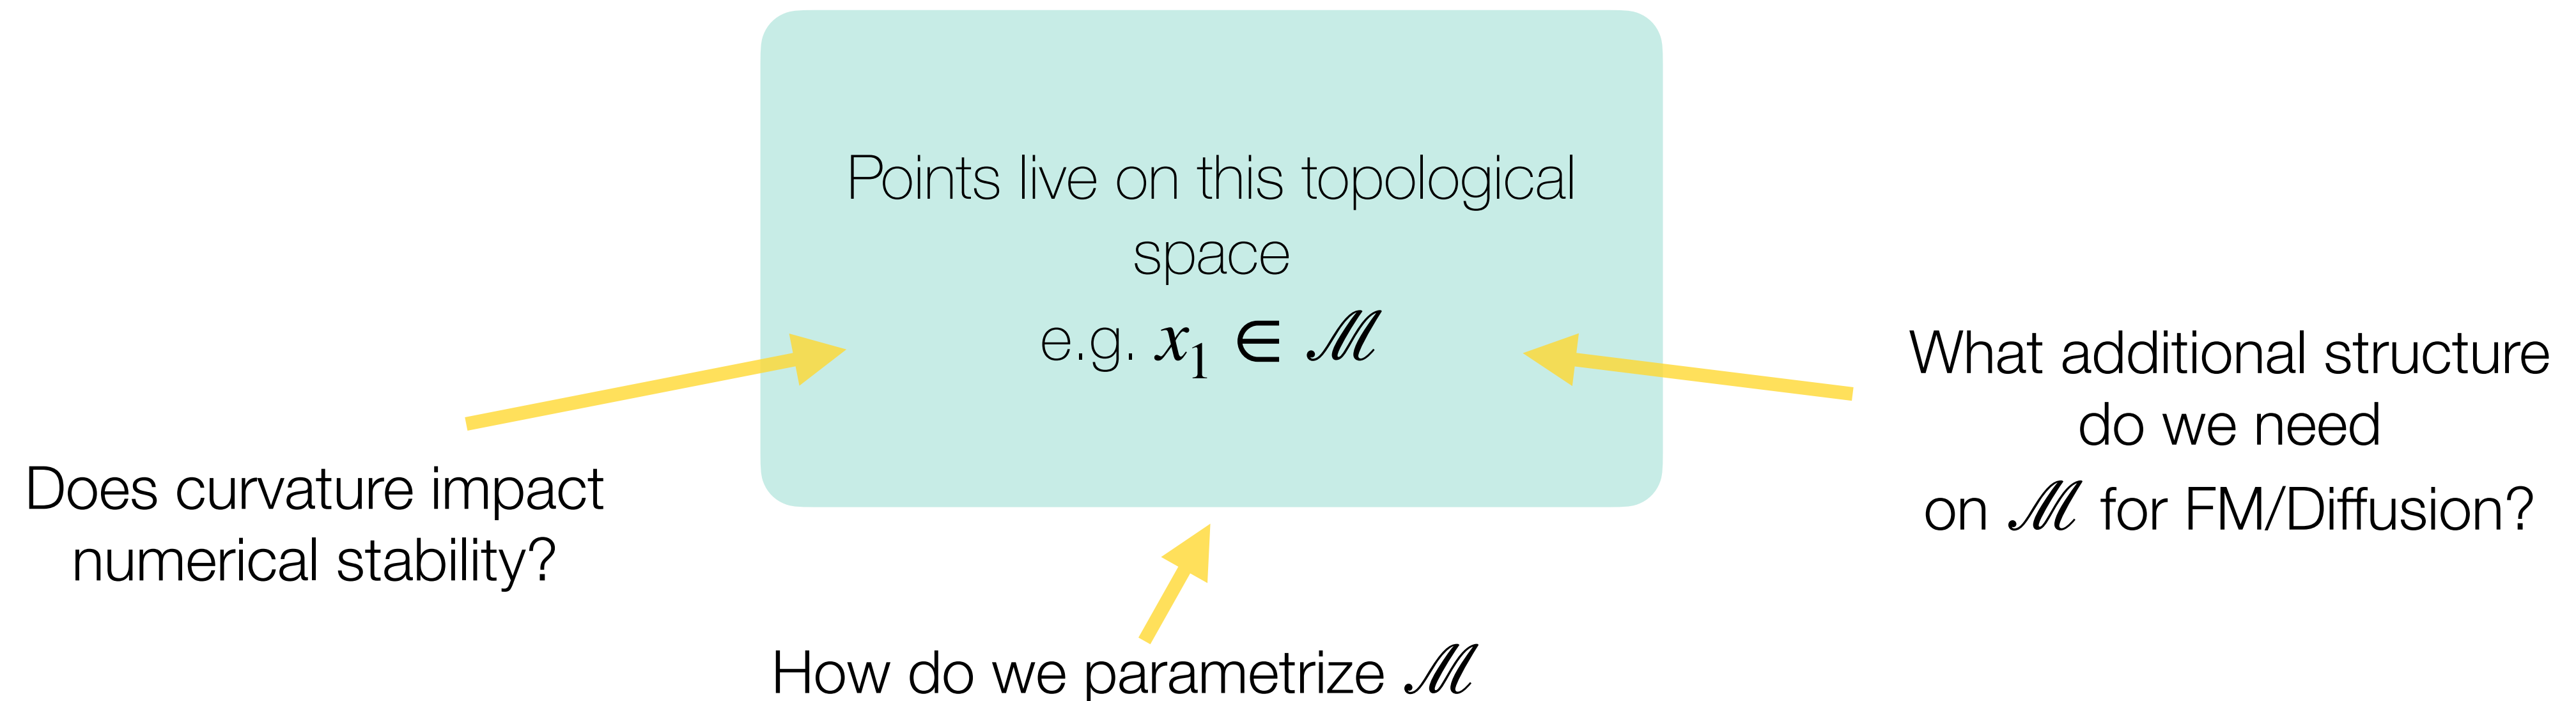 Points live on this topological
space
e.g. x₁ ∈ ℳ
Does curvature impact
numerical stability?
What additional structure
do we need
on ℳ for FM/Diffusion?
How do we parametrize ℳ